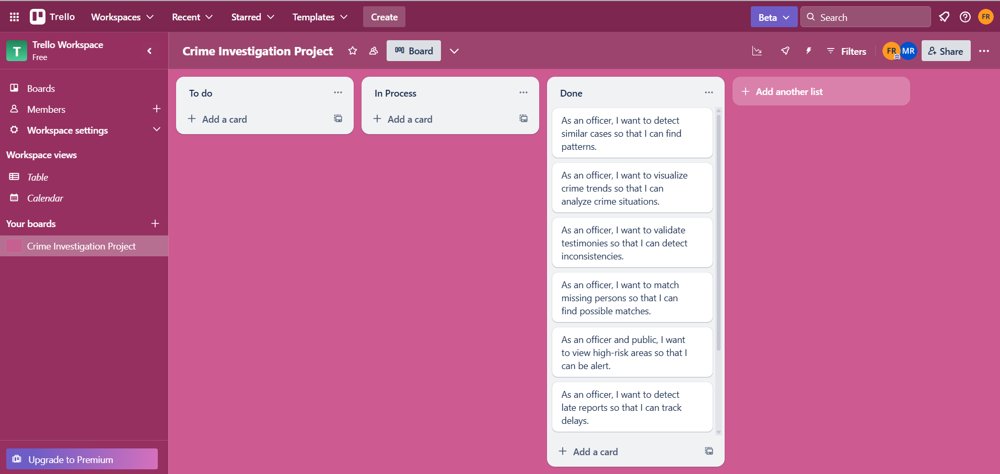 Trello
Workspaces
Recent
Starred
Templates
Create
Beta
Search
FR
T
Trello Workspace
Free
Crime Investigation Project
Board
Filters
FR
MR
Share
Boards
Members
Workspace settings
Workspace views
Table
Calendar
Your boards
Crime Investigation Project
Upgrade to Premium
To do
Add a card
In Process
Add a card
Done
As an officer, I want to detect
similar cases so that I can find
patterns.
As an officer, I want to visualize
crime trends so that I can
analyze crime situations.
As an officer, I want to validate
testimonies so that I can detect
inconsistencies.
As an officer, I want to match
missing persons so that I can
find possible matches.
As an officer and public, I want
to view high-risk areas so that I
can be alert.
As an officer, I want to detect
late reports so that I can track
delays.
Add a card
Add another list